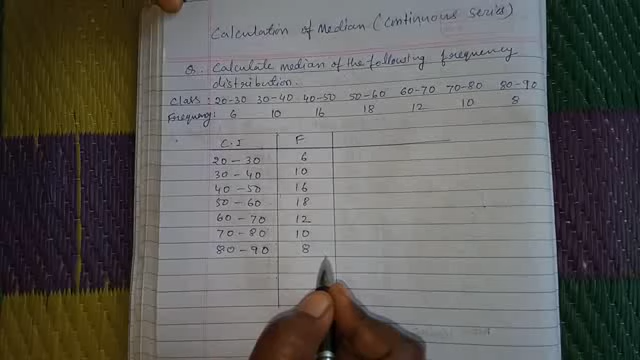 Calculation of Median (Continuous Series)
Q. Calculate median of the following frequency
distribution.
Class : 20-30 30-40 40-50 50-60 60-70 70-80 80-90
Frequency: 6 10 16 18 12 10 8
C.I F
20-30 6
30-40 10
40-50 16
50-60 18
60-70 12
70-80 10
80-90 8